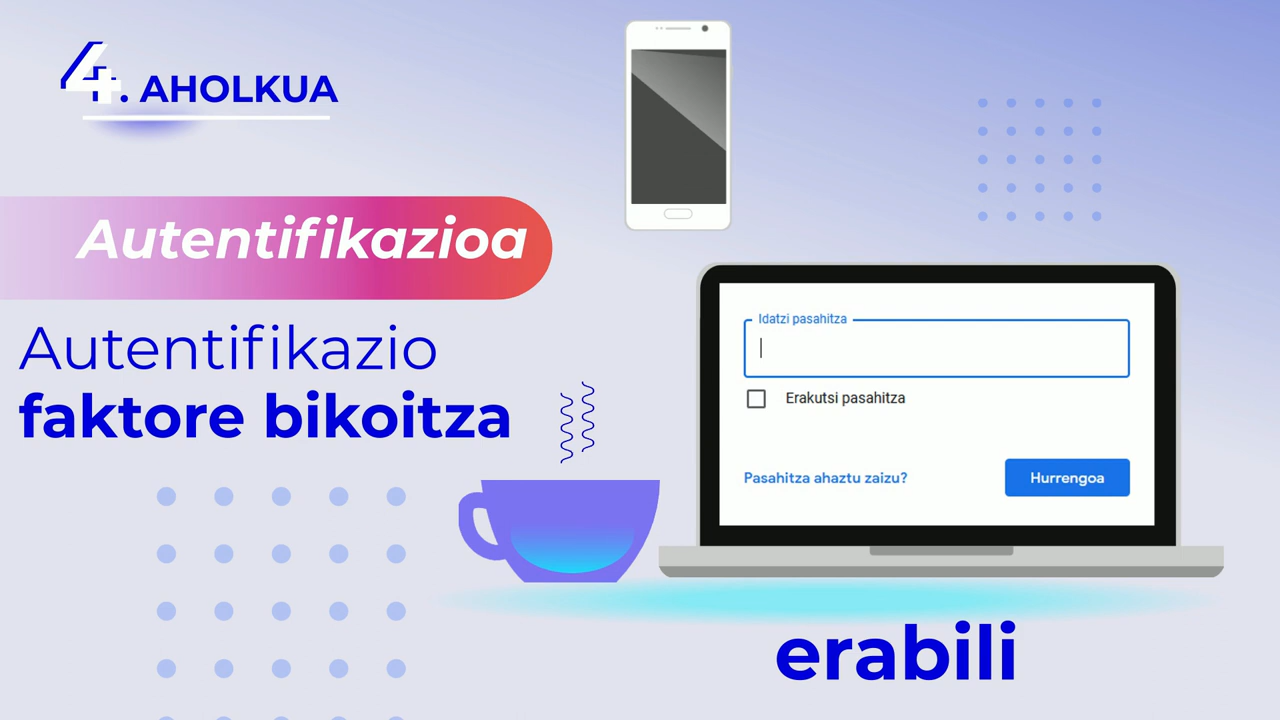 4. AHOLKUA
Autentifikazioa
Autentifikazio
faktore bikoitza
Idatzi pasahitza
Erakutsi pasahitza
Pasahitza ahaztu zaizu?
Hurrengoa
erabili